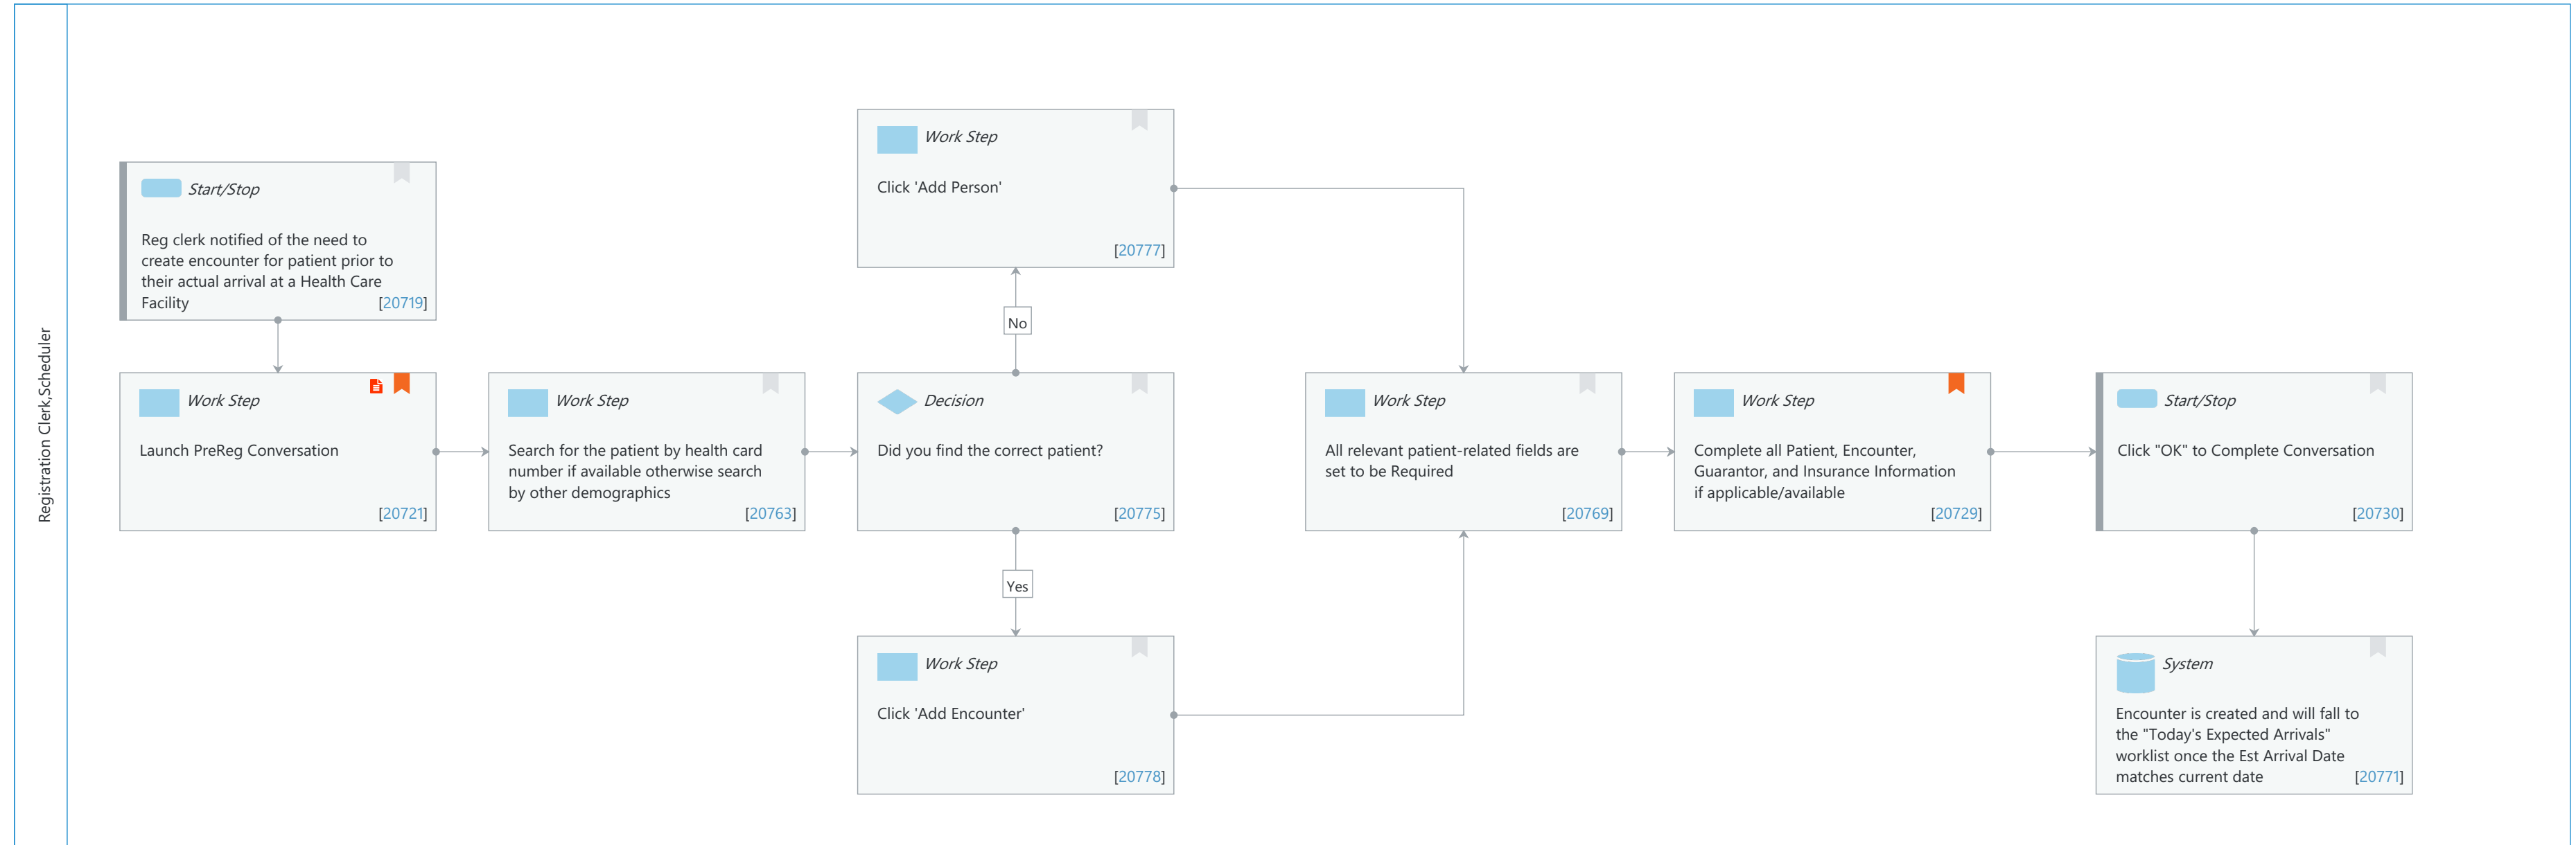 Registration Clerk,Scheduler
Start/Stop
Reg clerk notified of the need to
create encounter for patient prior to
their actual arrival at a Health Care
Facility
[20719]
Work Step
Launch PreReg Conversation
[20721]
Work Step
Search for the patient by health card
number if available otherwise search
by other demographics
[20763]
Decision
Did you find the correct patient?
[20775]
No
Work Step
Click 'Add Person'
[20777]
Yes
Work Step
Click 'Add Encounter'
[20778]
Work Step
All relevant patient-related fields are
set to be Required
[20769]
Work Step
Complete all Patient, Encounter,
Guarantor, and Insurance Information
if applicable/available
[20729]
Start/Stop
Click "OK" to Complete Conversation
[20730]
System
Encounter is created and will fall to
the "Today's Expected Arrivals"
worklist once the Est Arrival Date
matches current date
[20771]